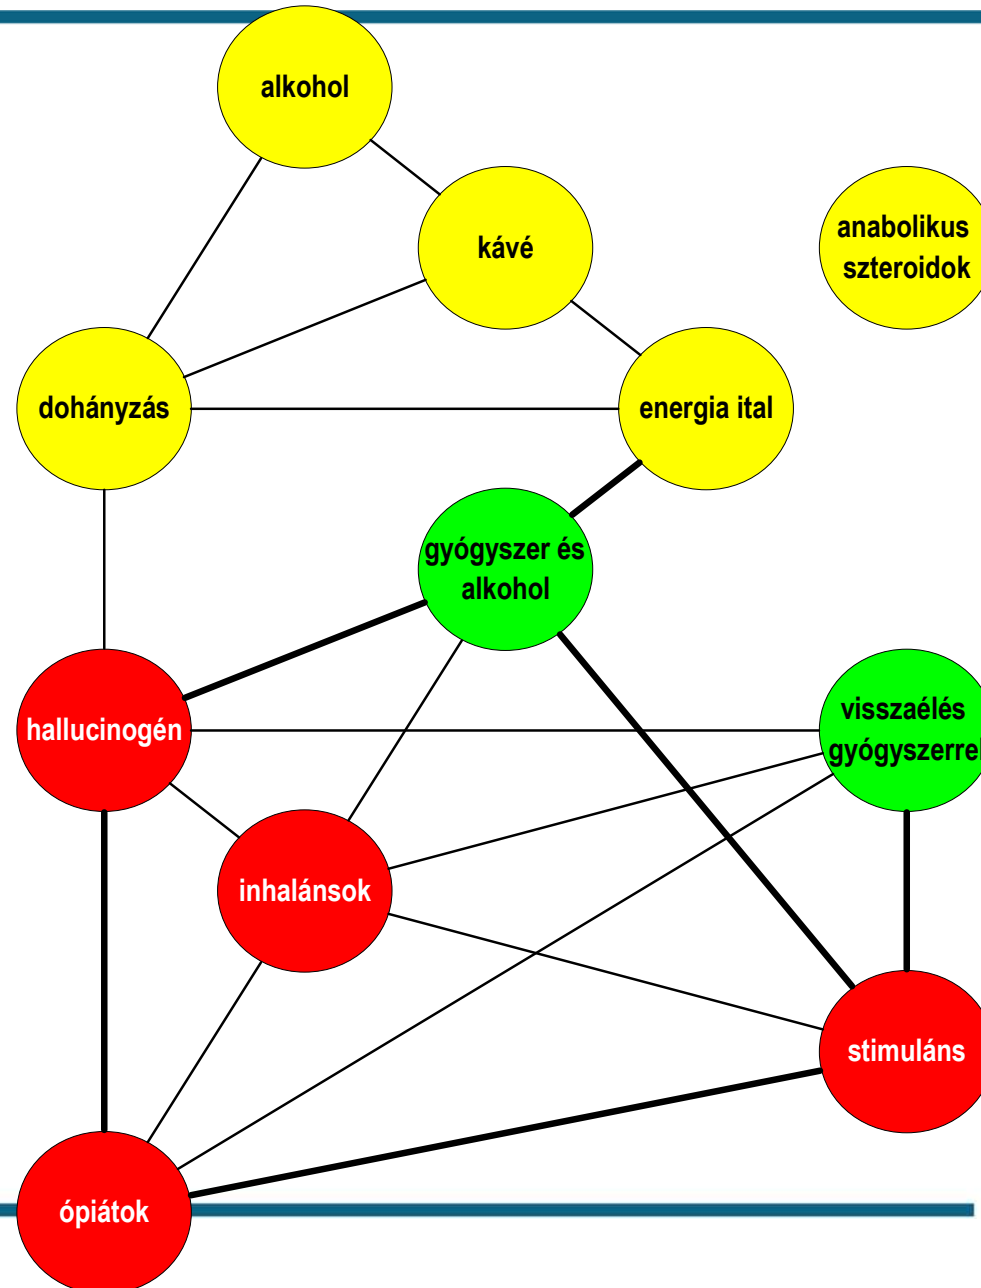 alkohol
kávé
anabolikus
szteroidok
dohányzás
energia ital
gyógyszer és
alkohol
hallucinogén
visszaélés
gyógyszerrel
inhalánsok
stimuláns
ópiátok